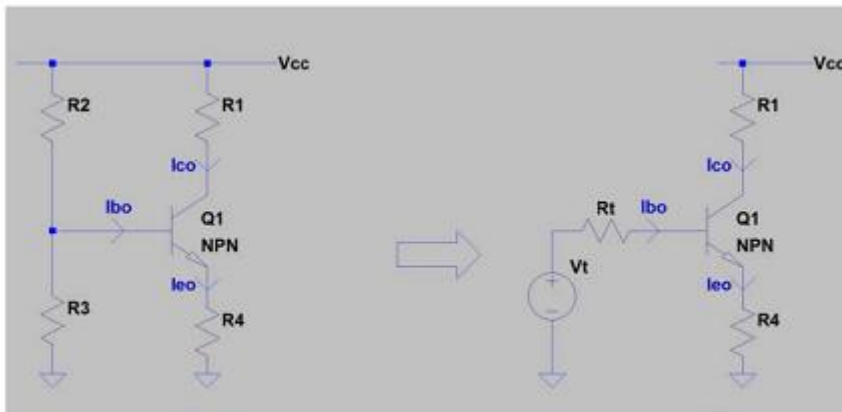 Vcc
R2
R1
Ico
Ibo
Q1
NPN
Ieo
R3
R4
Vcc
R1
Ico
Rt
Ibo
Q1
NPN
Vt
Ieo
R4